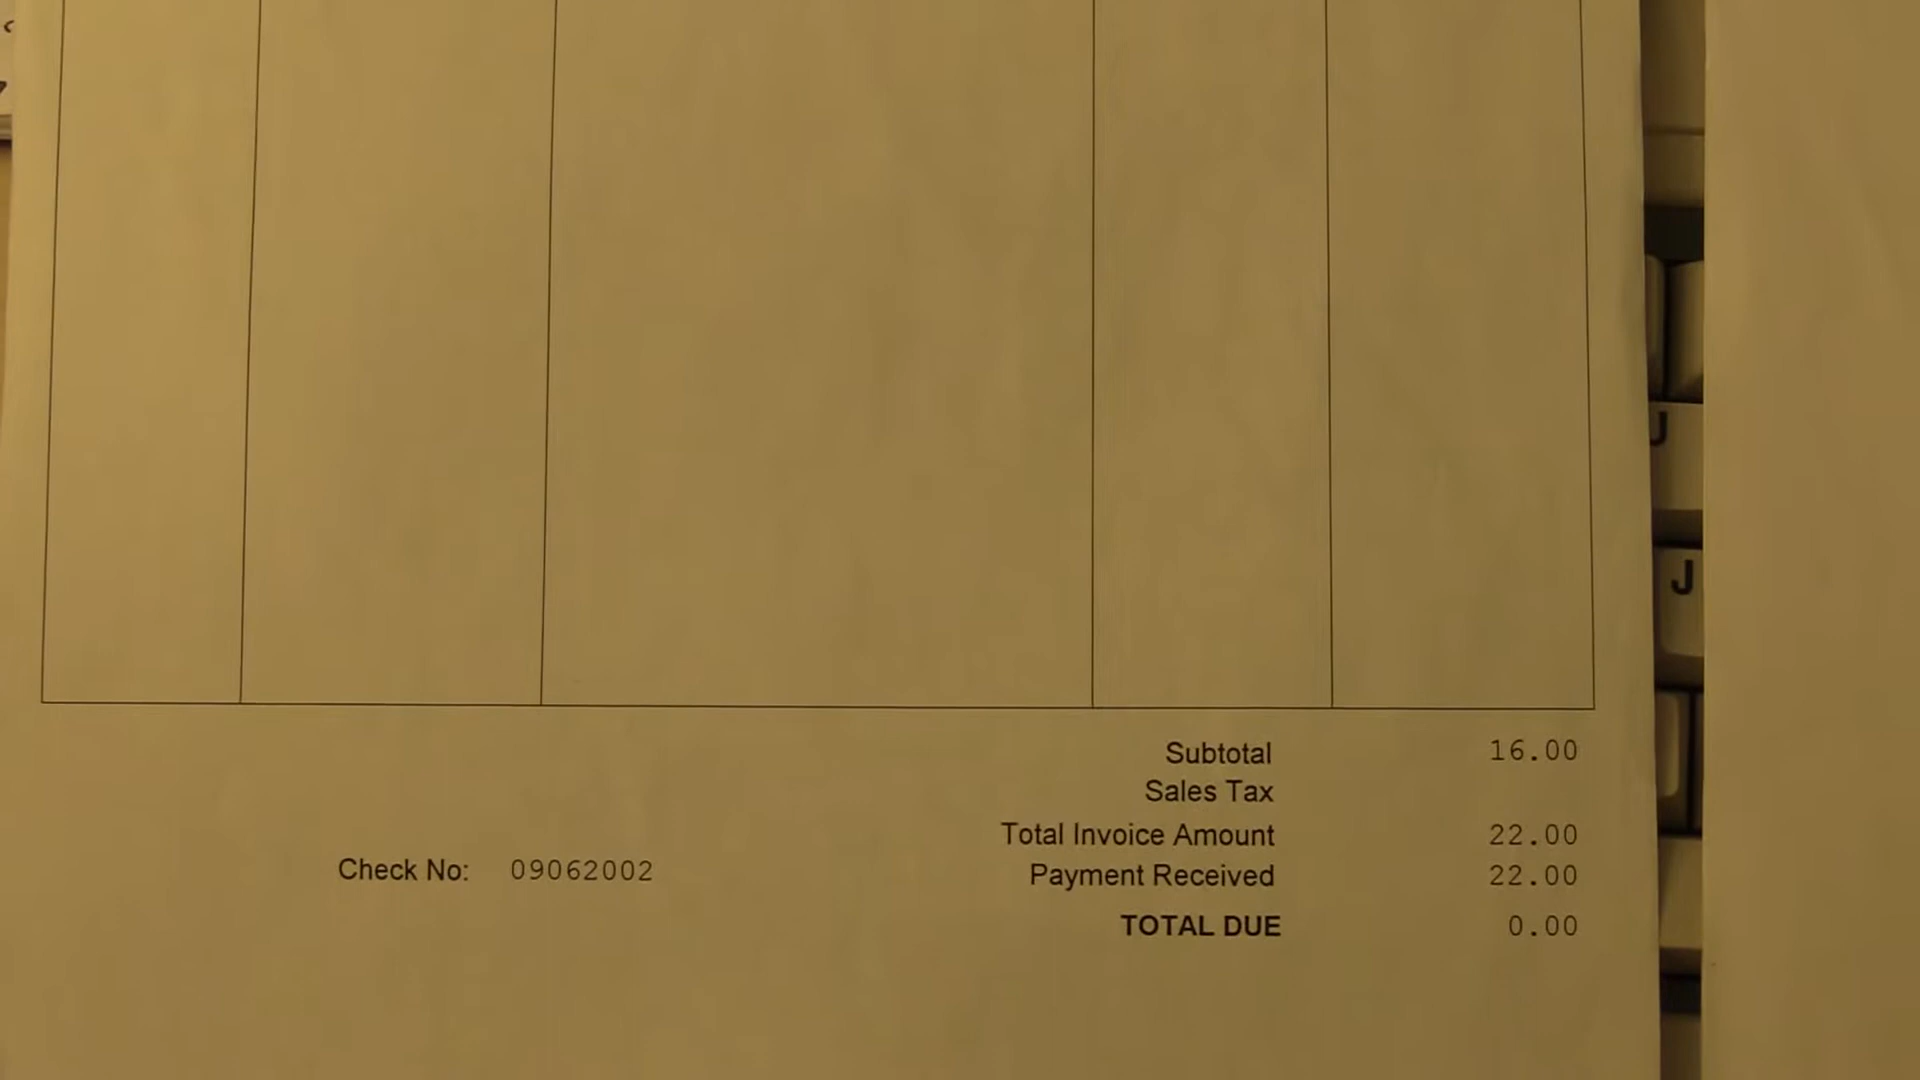 Subtotal 16.00
Sales Tax
Total Invoice Amount 22.00
Check No: 09062002
Payment Received 22.00
TOTAL DUE 0.00
J
J